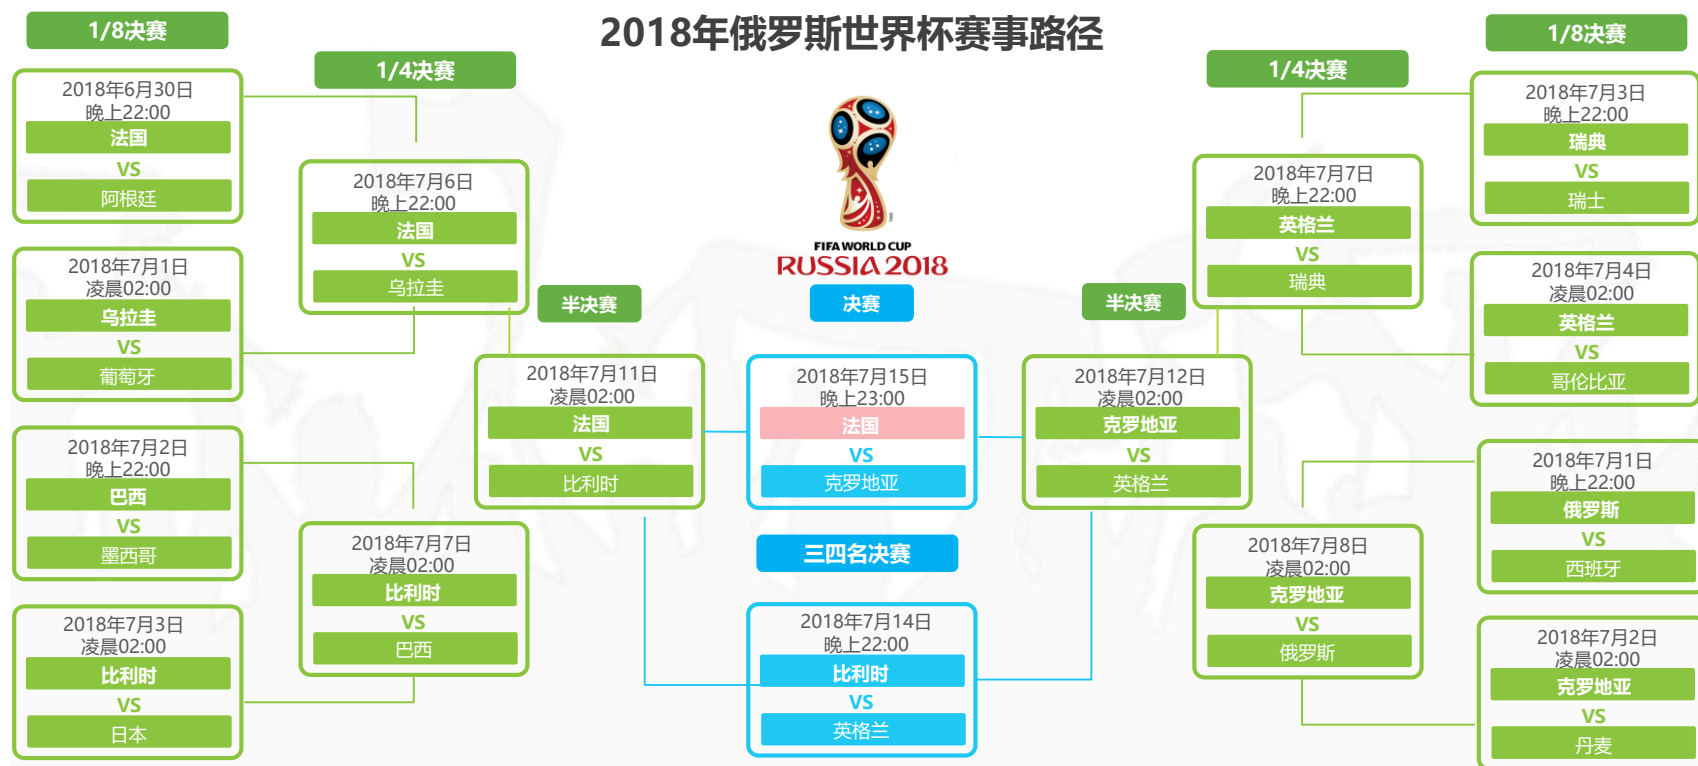 2018年俄罗斯世界杯赛事路径
1/8决赛
2018年6月30日
晚上22:00
法国
VS
阿根廷
2018年7月1日
凌晨02:00
乌拉圭
VS
葡萄牙
2018年7月2日
晚上22:00
巴西
VS
墨西哥
2018年7月3日
凌晨02:00
比利时
VS
日本
1/4决赛
2018年7月6日
晚上22:00
法国
VS
乌拉圭
2018年7月7日
凌晨02:00
比利时
VS
巴西
半决赛
2018年7月11日
凌晨02:00
法国
VS
比利时
FIFA WORLD CUP
RUSSIA 2018
决赛
2018年7月15日
晚上23:00
法国
VS
克罗地亚
三四名决赛
2018年7月14日
晚上22:00
比利时
VS
英格兰
半决赛
2018年7月12日
凌晨02:00
克罗地亚
VS
英格兰
1/4决赛
2018年7月7日
晚上22:00
英格兰
VS
瑞典
2018年7月8日
凌晨02:00
克罗地亚
VS
俄罗斯
1/8决赛
2018年7月3日
晚上22:00
瑞典
VS
瑞士
2018年7月4日
凌晨02:00
英格兰
VS
哥伦比亚
2018年7月1日
晚上22:00
俄罗斯
VS
西班牙
2018年7月2日
凌晨02:00
克罗地亚
VS
丹麦